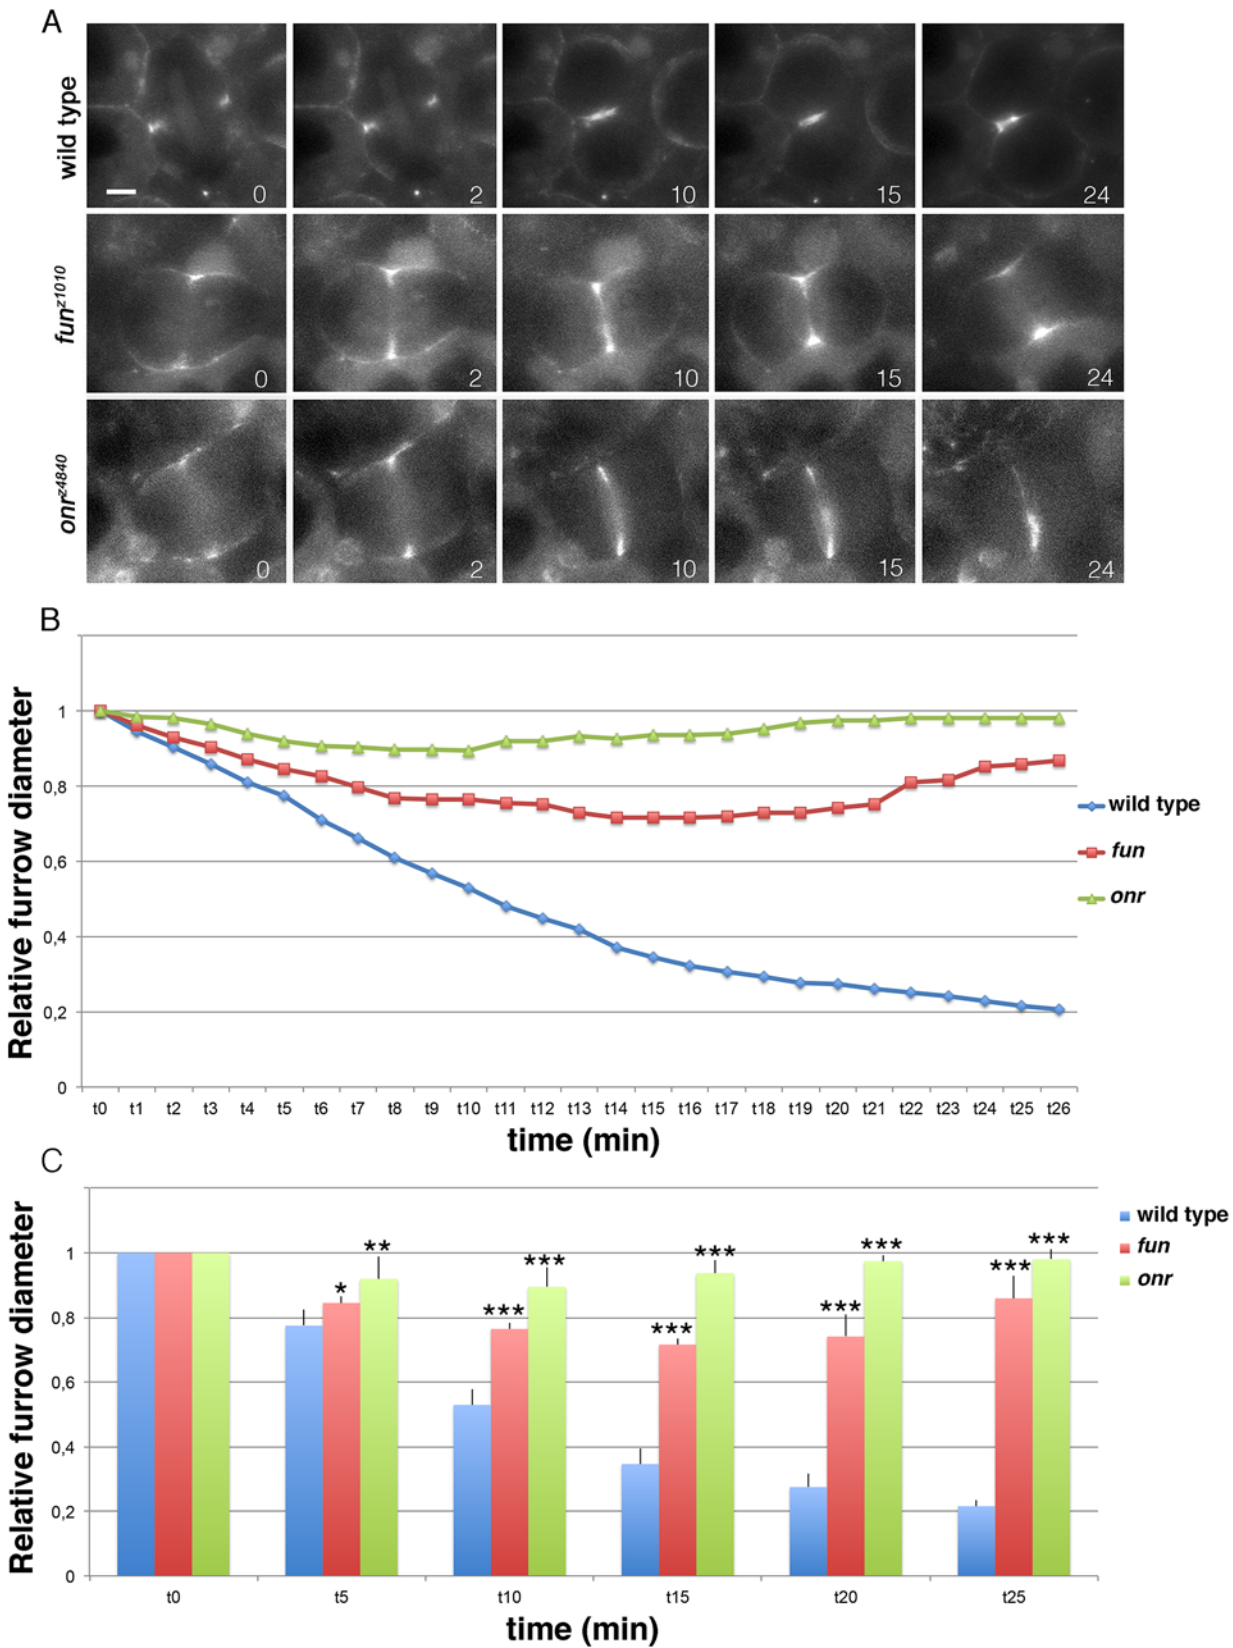 A
wild type
0 2 10 15 24
fun^z1010
0 2 10 15 24
onr^z4840
0 2 10 15 24
B
Relative furrow diameter
1
0,8
0,6
0,4
0,2
0
t0 t1 t2 t3 t4 t5 t6 t7 t8 t9 t10 t11 t12 t13 t14 t15 t16 t17 t18 t19 t20 t21 t22 t23 t24 t25 t26
time (min)
wild type
fun
onr
C
Relative furrow diameter
1
0,8
0,6
0,4
0,2
0
* **
*** ***
*** ***
*** ***
*** ***
t0 t5 t10 t15 t20 t25
time (min)
wild type
fun
onr